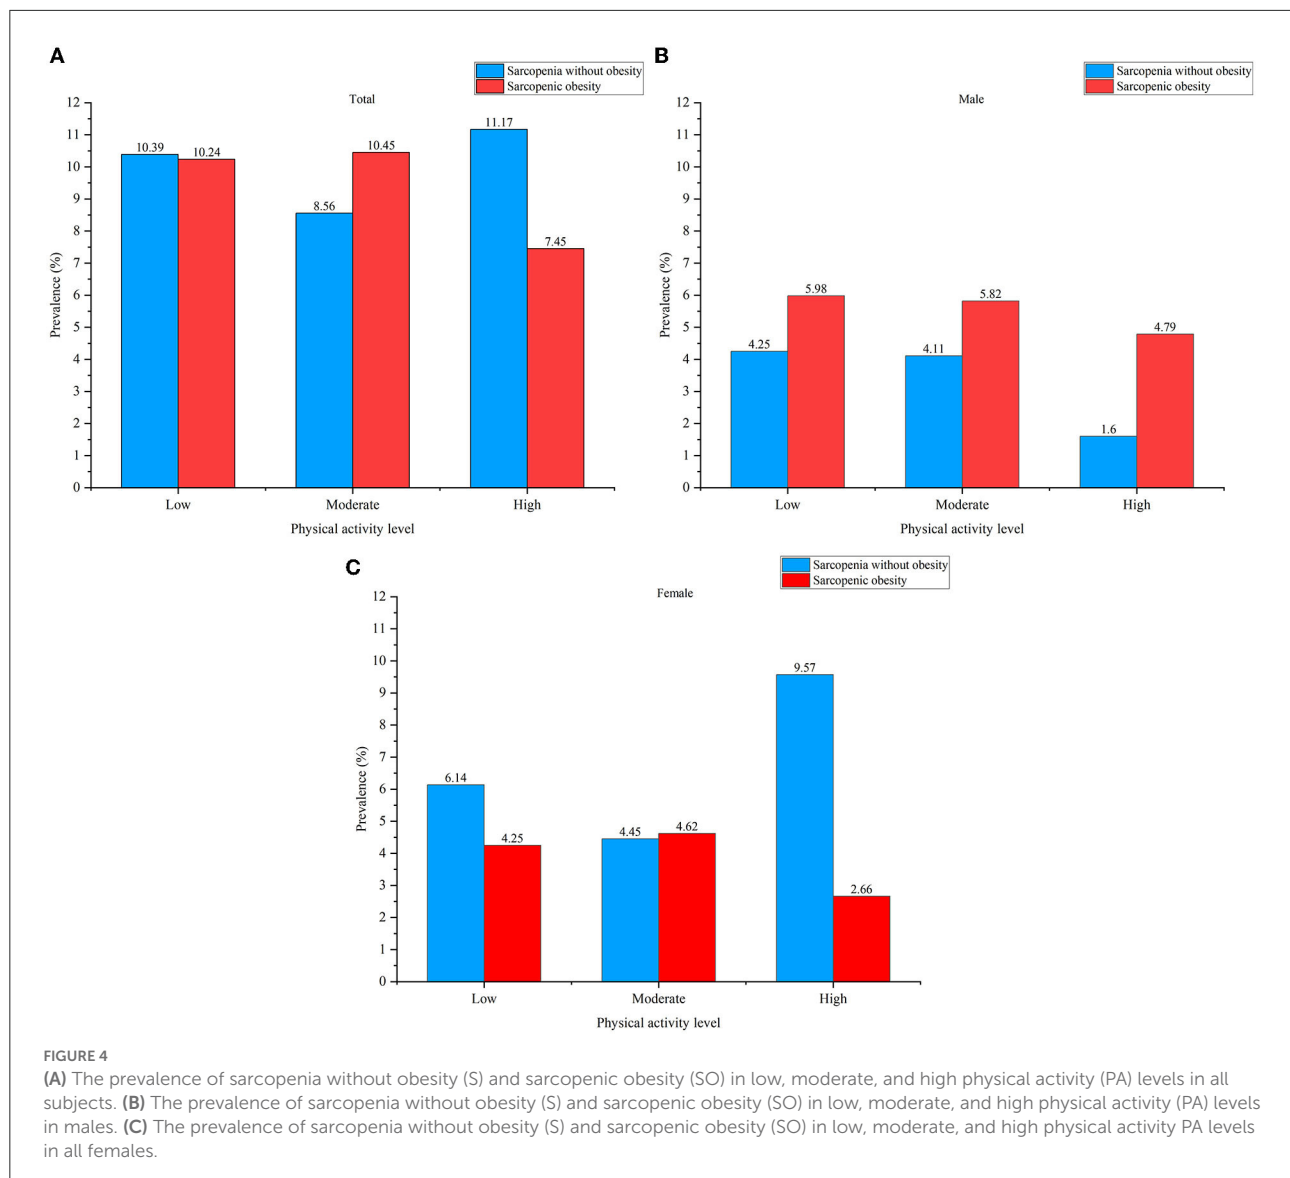 A
Sarcopenia without obesity
Sarcopenic obesity
Total
12
11
10
9
8
7
6
5
4
3
2
1
0
Prevalence (%)
10.39
10.24
8.56
10.45
11.17
7.45
Low Moderate High
Physical activity level
B
Sarcopenia without obesity
Sarcopenic obesity
Male
12
11
10
9
8
7
6
5
4
3
2
1
0
Prevalence (%)
4.25
5.98
4.11
5.82
1.6
4.79
Low Moderate High
Physical activity level
C
Sarcopenia without obesity
Sarcopenic obesity
Female
12
11
10
9
8
7
6
5
4
3
2
1
0
Prevalence (%)
6.14
4.25
4.45
4.62
9.57
2.66
Low Moderate High
Physical activity level
FIGURE 4
(A) The prevalence of sarcopenia without obesity (S) and sarcopenic obesity (SO) in low, moderate, and high physical activity (PA) levels in all
subjects. (B) The prevalence of sarcopenia without obesity (S) and sarcopenic obesity (SO) in low, moderate, and high physical activity (PA) levels
in males. (C) The prevalence of sarcopenia without obesity (S) and sarcopenic obesity (SO) in low, moderate, and high physical activity PA levels
in all females.